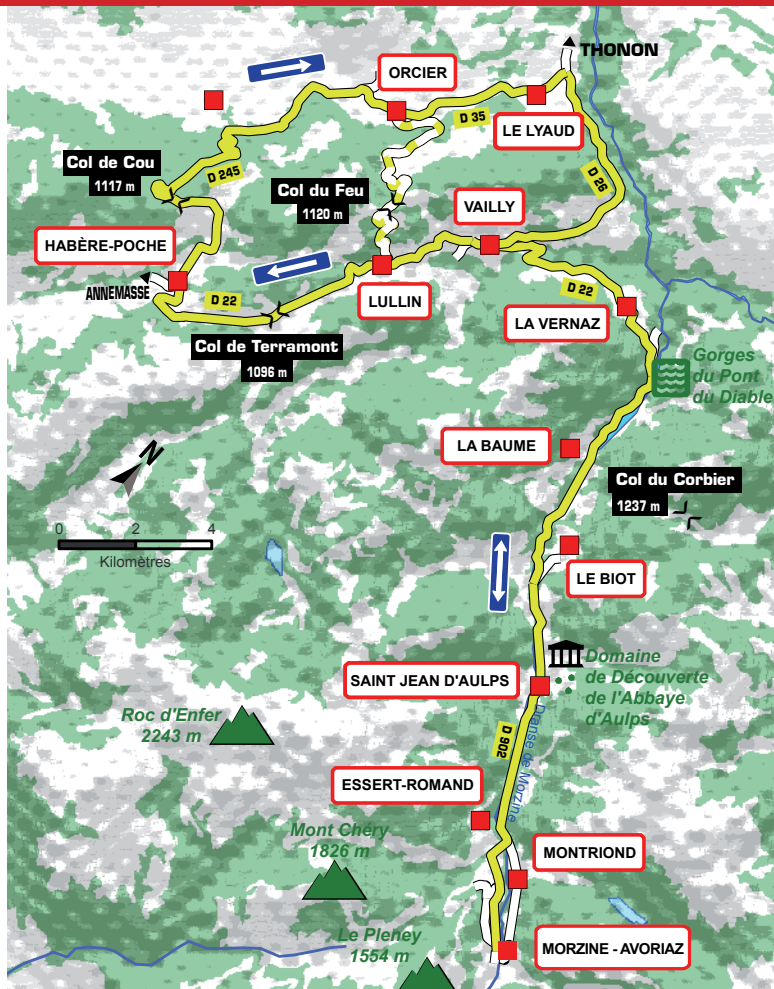 THONON
ORCIER
D 35
LE LYAUD
Col de Cou
1117 m
D 245
Col du Feu
1120 m
D 26
VAILLY
HABÈRE-POCHE
ANNEMASSE
D 22
LULLIN
D 22
LA VERNAZ
Col de Terramont
1096 m
Gorges
du Pont
du Diable
LA BAUME
N
Col du Corbier
1237 m
0 2 4
Kilomètres
LE BIOT
Domaine
de Découverte
de l'Abbaye
d'Aulps
SAINT JEAN D'AULPS
Roc d'Enfer
2243 m
D 902
Dranse de Morzine
ESSERT-ROMAND
Mont Chéry
1826 m
MONTRIOND
Le Pleney
1554 m
MORZINE - AVORIAZ